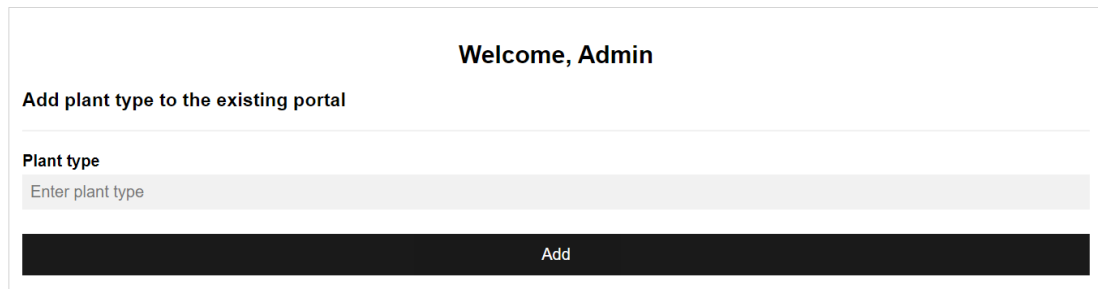 Welcome, Admin
Add plant type to the existing portal
Plant type
Enter plant type
Add